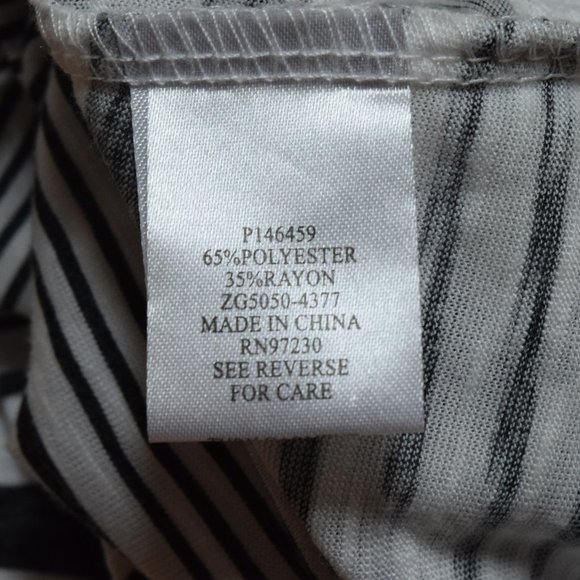 P146459
65%POLYESTER
35%RAYON
ZG5050-4377
MADE IN CHINA
RN97230
SEE REVERSE
FOR CARE